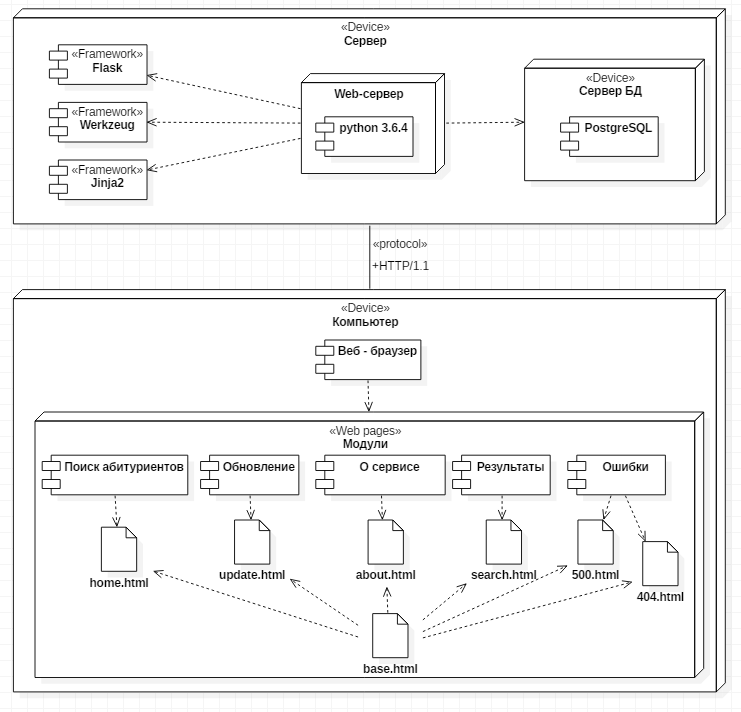 «Device»
Сервер
«Framework»
Flask
«Framework»
Werkzeug
«Framework»
Jinja2
Web-сервер
python 3.6.4
«Device»
Сервер БД
PostgreSQL
«protocol»
+HTTP/1.1
«Device»
Компьютер
Веб - браузер
«Web pages»
Модули
Поиск абитуриентов
Обновление
О сервисе
Результаты
Ошибки
home.html
update.html
about.html
search.html
500.html
404.html
base.html